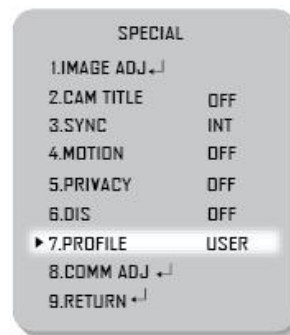 SPECIAL
1.IMAGE ADJ↵
2.CAM TITLE OFF
3.SYNC INT
4.MOTION OFF
5.PRIVACY OFF
6.DIS OFF
▶7.PROFILE USER
8.COMM ADJ ↵
9.RETURN↵